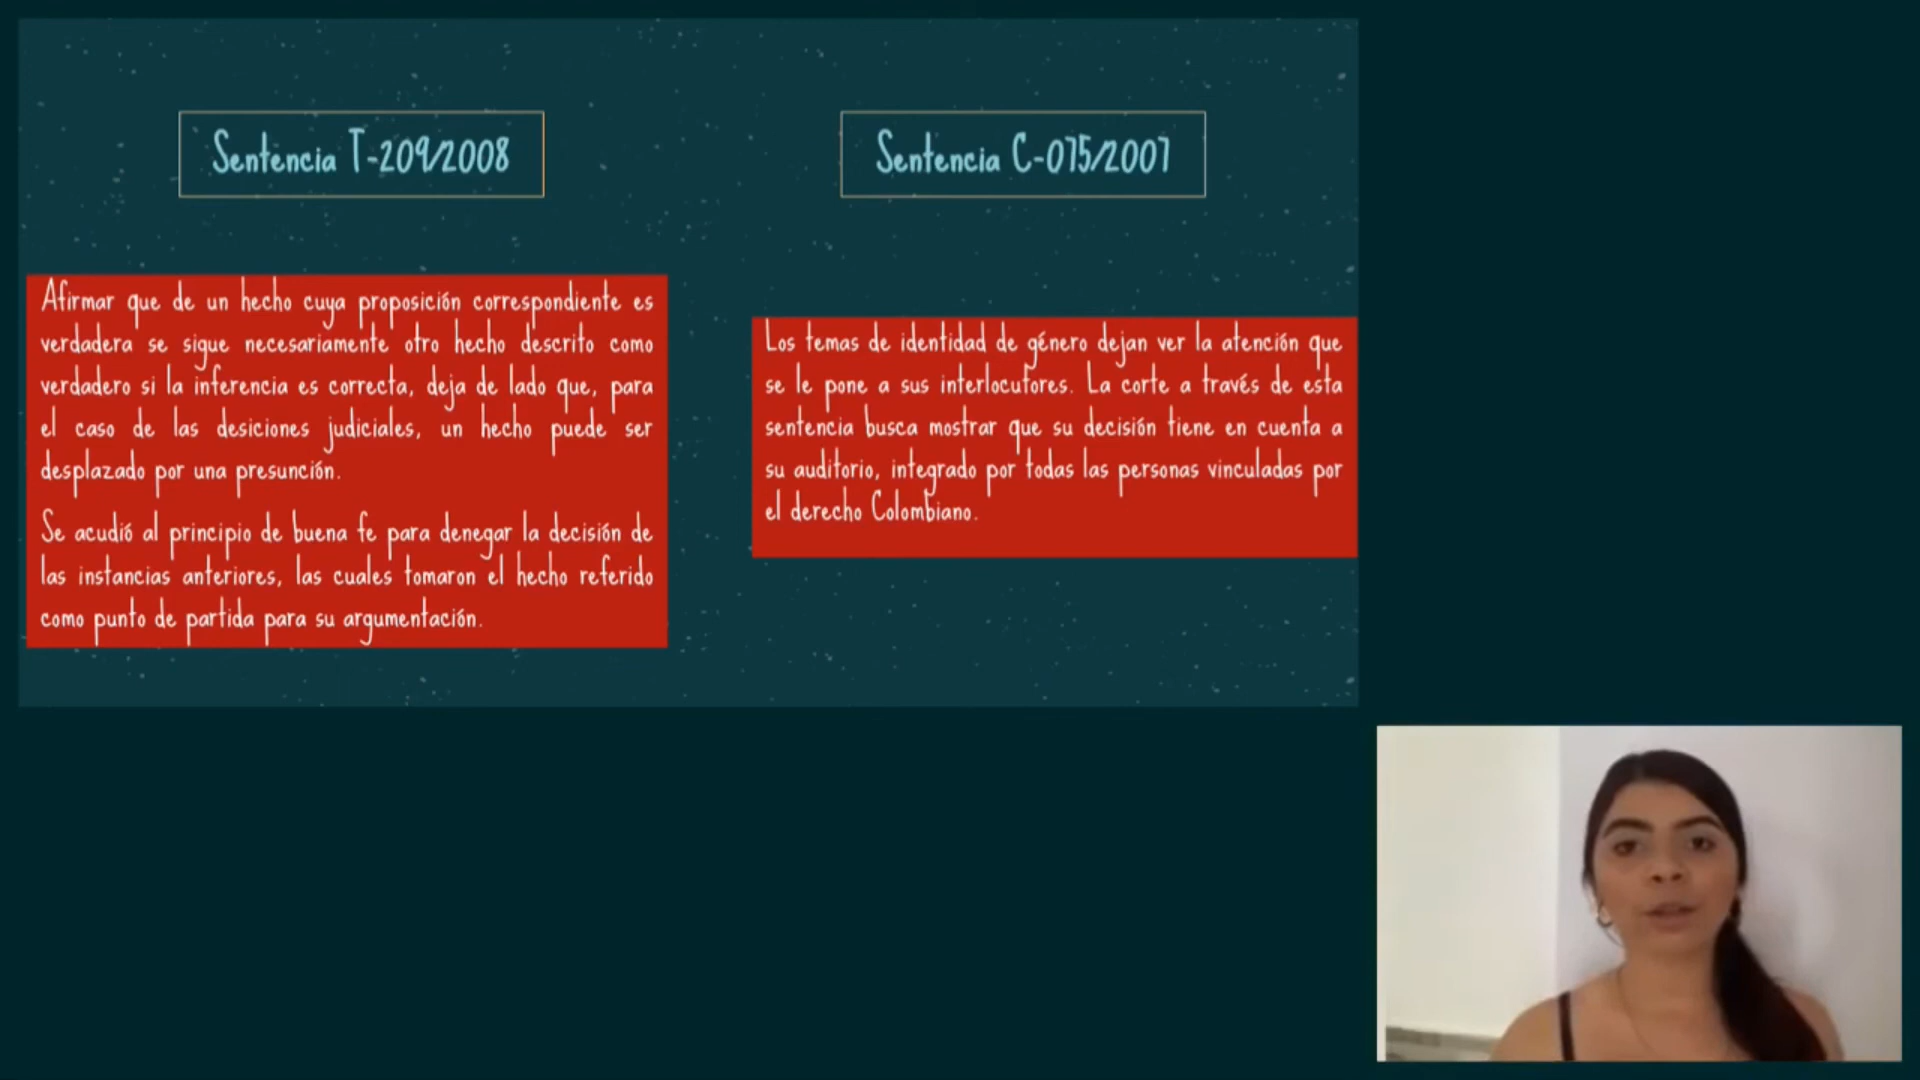 Sentencia T-209/2008
Afirmar que de un hecho cuya proposición correspondiente es
verdadera se sigue necesariamente otro hecho descrito como
verdadero si la inferencia es correcta, deja de lado que, para
el caso de las desiciones judiciales, un hecho puede ser
desplazado por una presunción.
Se acudió al principio de buena fe para denegar la decisión de
las instancias anteriores, las cuales tomaron el hecho referido
como punto de partida para su argumentación.
Sentencia C-075/2007
Los temas de identidad de género dejan ver la atención que
se le pone a sus interlocutores. La corte a través de esta
sentencia busca mostrar que su decisión tiene en cuenta a
su auditorio, integrado por todas las personas vinculadas por
el derecho Colombiano.